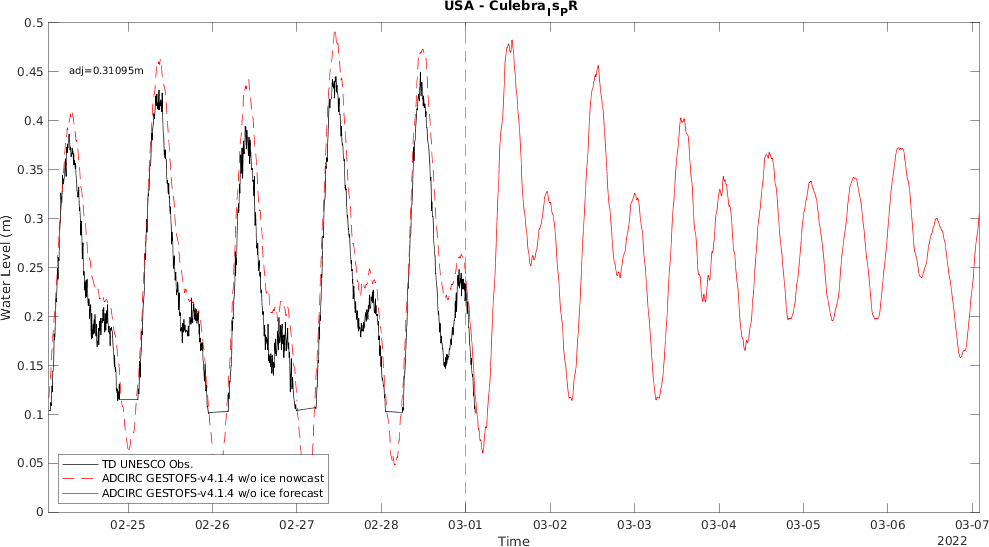 USA - Culebra_Is_PR
0.5
0.45
0.4
0.35
0.3
0.25
0.2
0.15
0.1
0.05
0
Water Level (m)
adj=0.31095m
TD UNESCO Obs.
ADCIRC GESTOFS-v4.1.4 w/o ice nowcast
ADCIRC GESTOFS-v4.1.4 w/o ice forecast
02-25 02-26 02-27 02-28 03-01 03-02 03-03 03-04 03-05 03-06 03-07
Time
2022